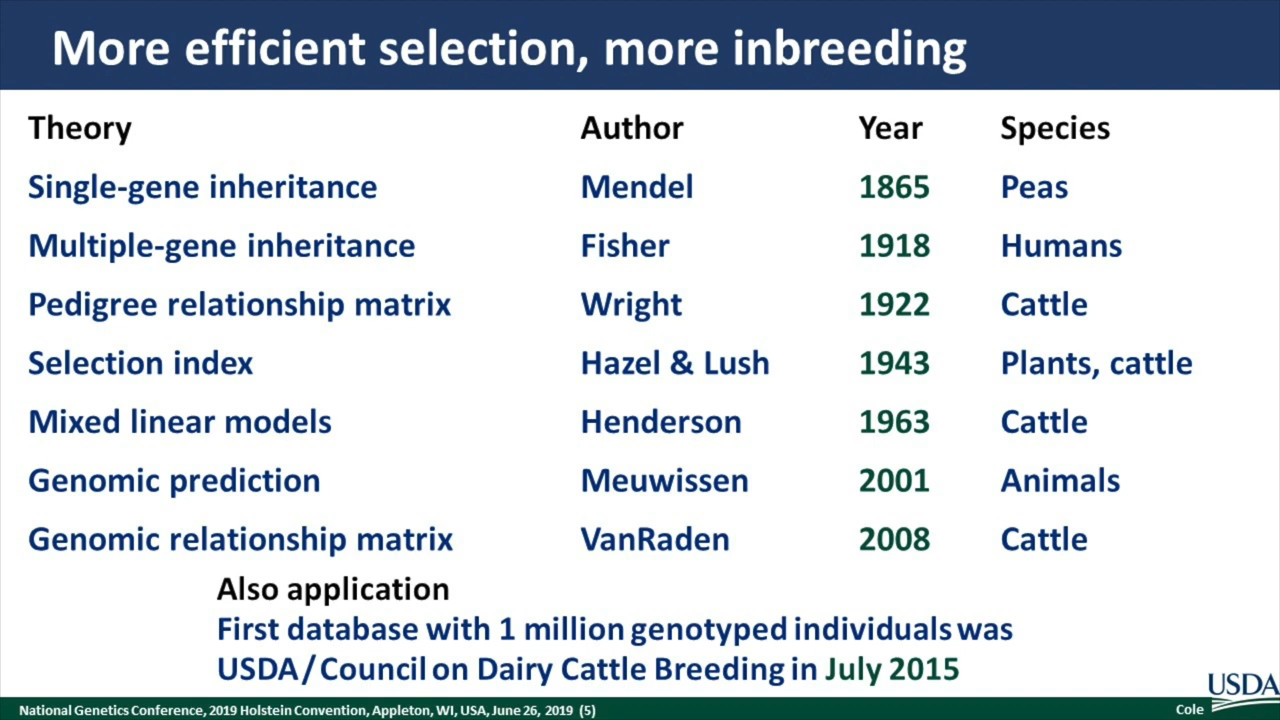 More efficient selection, more inbreeding
Theory Author Year Species
Single-gene inheritance Mendel 1865 Peas
Multiple-gene inheritance Fisher 1918 Humans
Pedigree relationship matrix Wright 1922 Cattle
Selection index Hazel & Lush 1943 Plants, cattle
Mixed linear models Henderson 1963 Cattle
Genomic prediction Meuwissen 2001 Animals
Genomic relationship matrix VanRaden 2008 Cattle
Also application
First database with 1 million genotyped individuals was
USDA/Council on Dairy Cattle Breeding in July 2015
USDA
National Genetics Conference, 2019 Holstein Convention, Appleton, WI, USA, June 26, 2019 (5) Cole